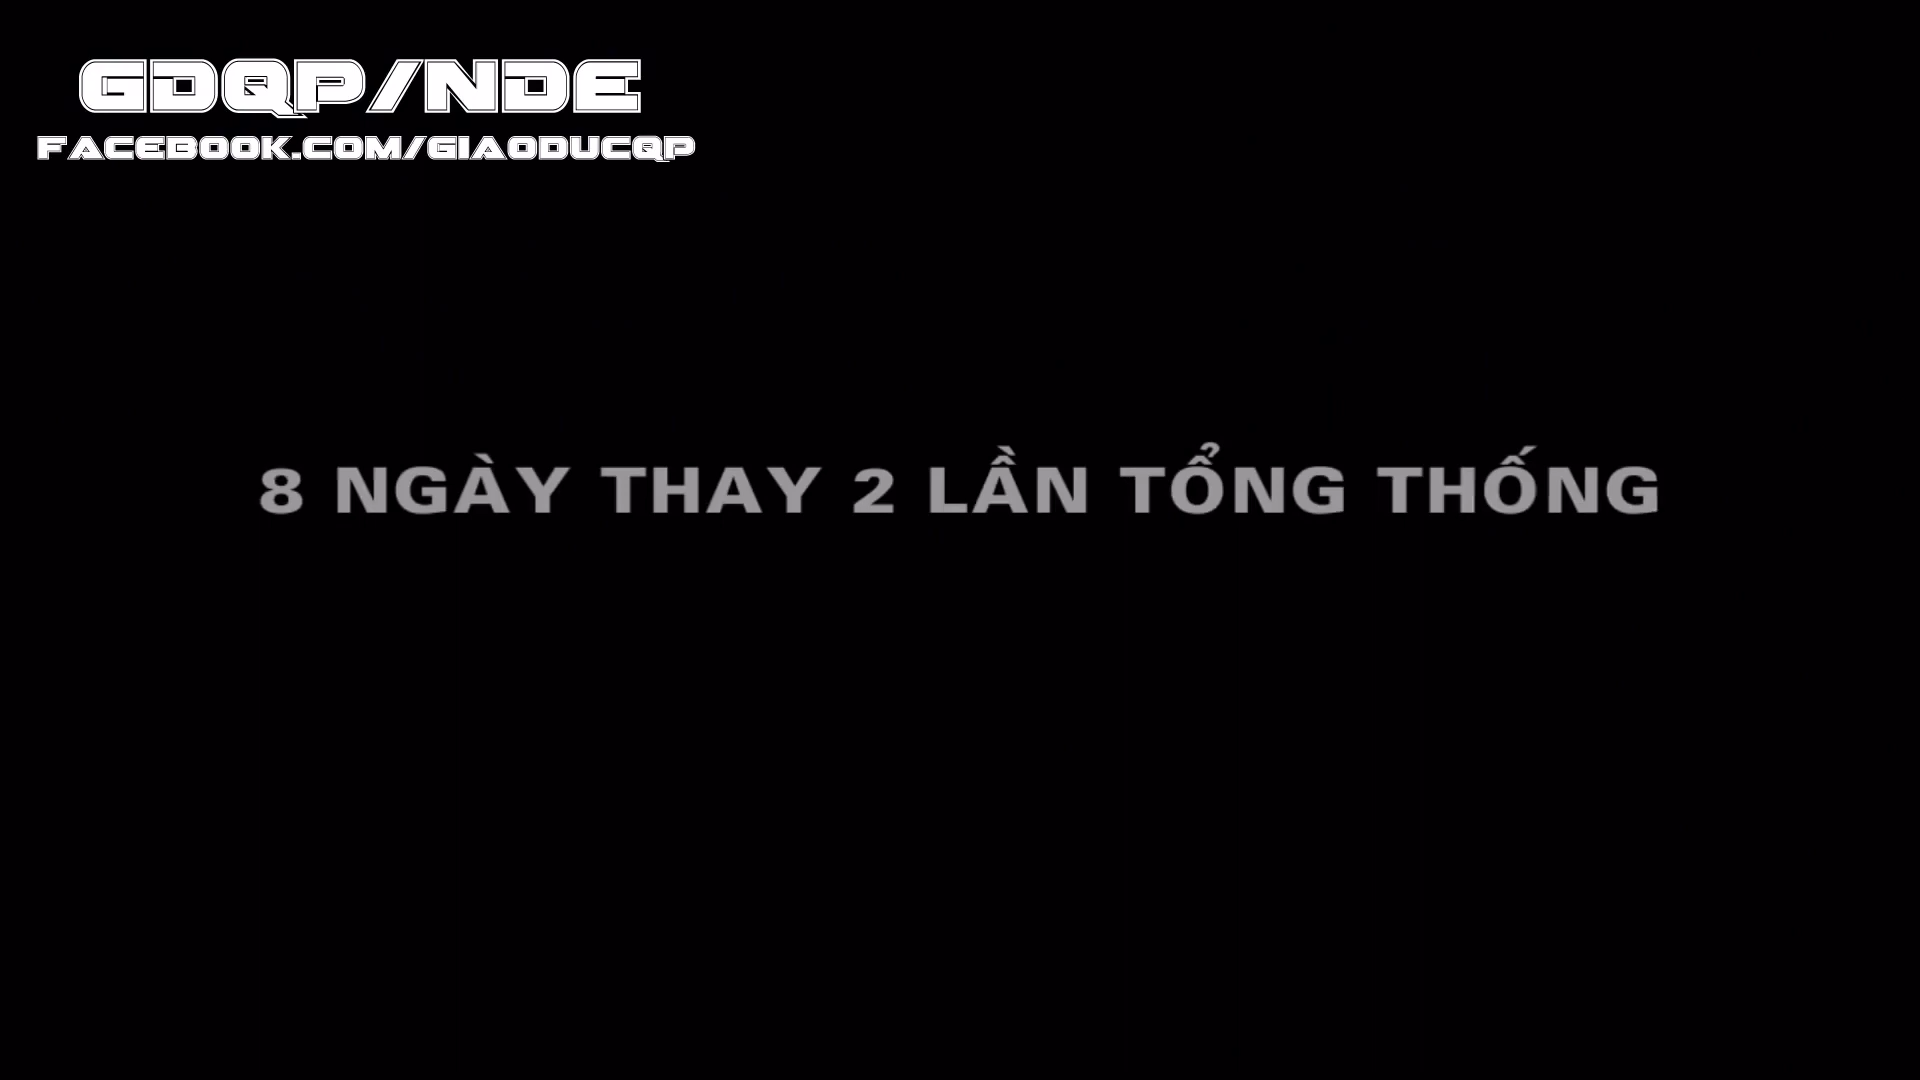 GDQP/NDE
FACEBOOK.COM/GIAODUCQP
8 NGÀY THAY 2 LẦN TỔNG THỐNG